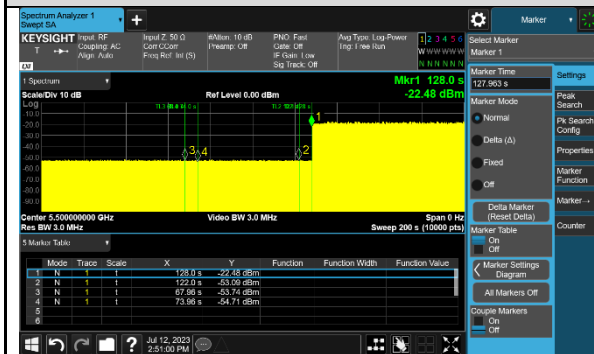 Spectrum Analyzer 1
Swept SA
+
Marker
KEYSIGHT Input: RF Input Z: 50 Ω #Atten: 10 dB PNO: Fast Avg Type: Log-Power 1 2 3 4 5 6
Coupling: AC Corr CCorr Preamp: Off Gate: Off Trig: Free Run W W W W W W
Align: Auto Freq Ref: Int (S) IF Gain: Low N N N N N N
Sig Track: Off
Select Marker
Marker 1
1 Spectrum
Mkr1 128.0 s
Scale/Div 10 dB Ref Level 0.00 dBm -22.48 dBm
Log
-10.0
-20.0
-30.0
-40.0
-50.0
-60.0
-70.0
-80.0
-90.0
1
3 4 2
Center 5.500000000 GHz Video BW 3.0 MHz Span 0 Hz
Res BW 3.0 MHz Sweep 200 s (10000 pts)
5 Marker Table
Mode Trace Scale X Y Function Function Width Function Value
1 N 1 t 128.0 s -22.48 dBm
2 N 1 t 122.0 s -53.09 dBm
3 N 1 t 67.96 s -53.74 dBm
4 N 1 t 73.96 s -54.71 dBm
5
6
Marker Time
127.963 s
Marker Mode
Normal
Delta (Δ)
Fixed
Off
Delta Marker
(Reset Delta)
Marker Table
On
Off
Marker Settings
Diagram
All Markers Off
Couple Markers
On
Off
Settings
Peak
Search
Pk Search
Config
Properties
Marker
Function
Marker→
Counter
Jul 12, 2023
2:51:00 PM